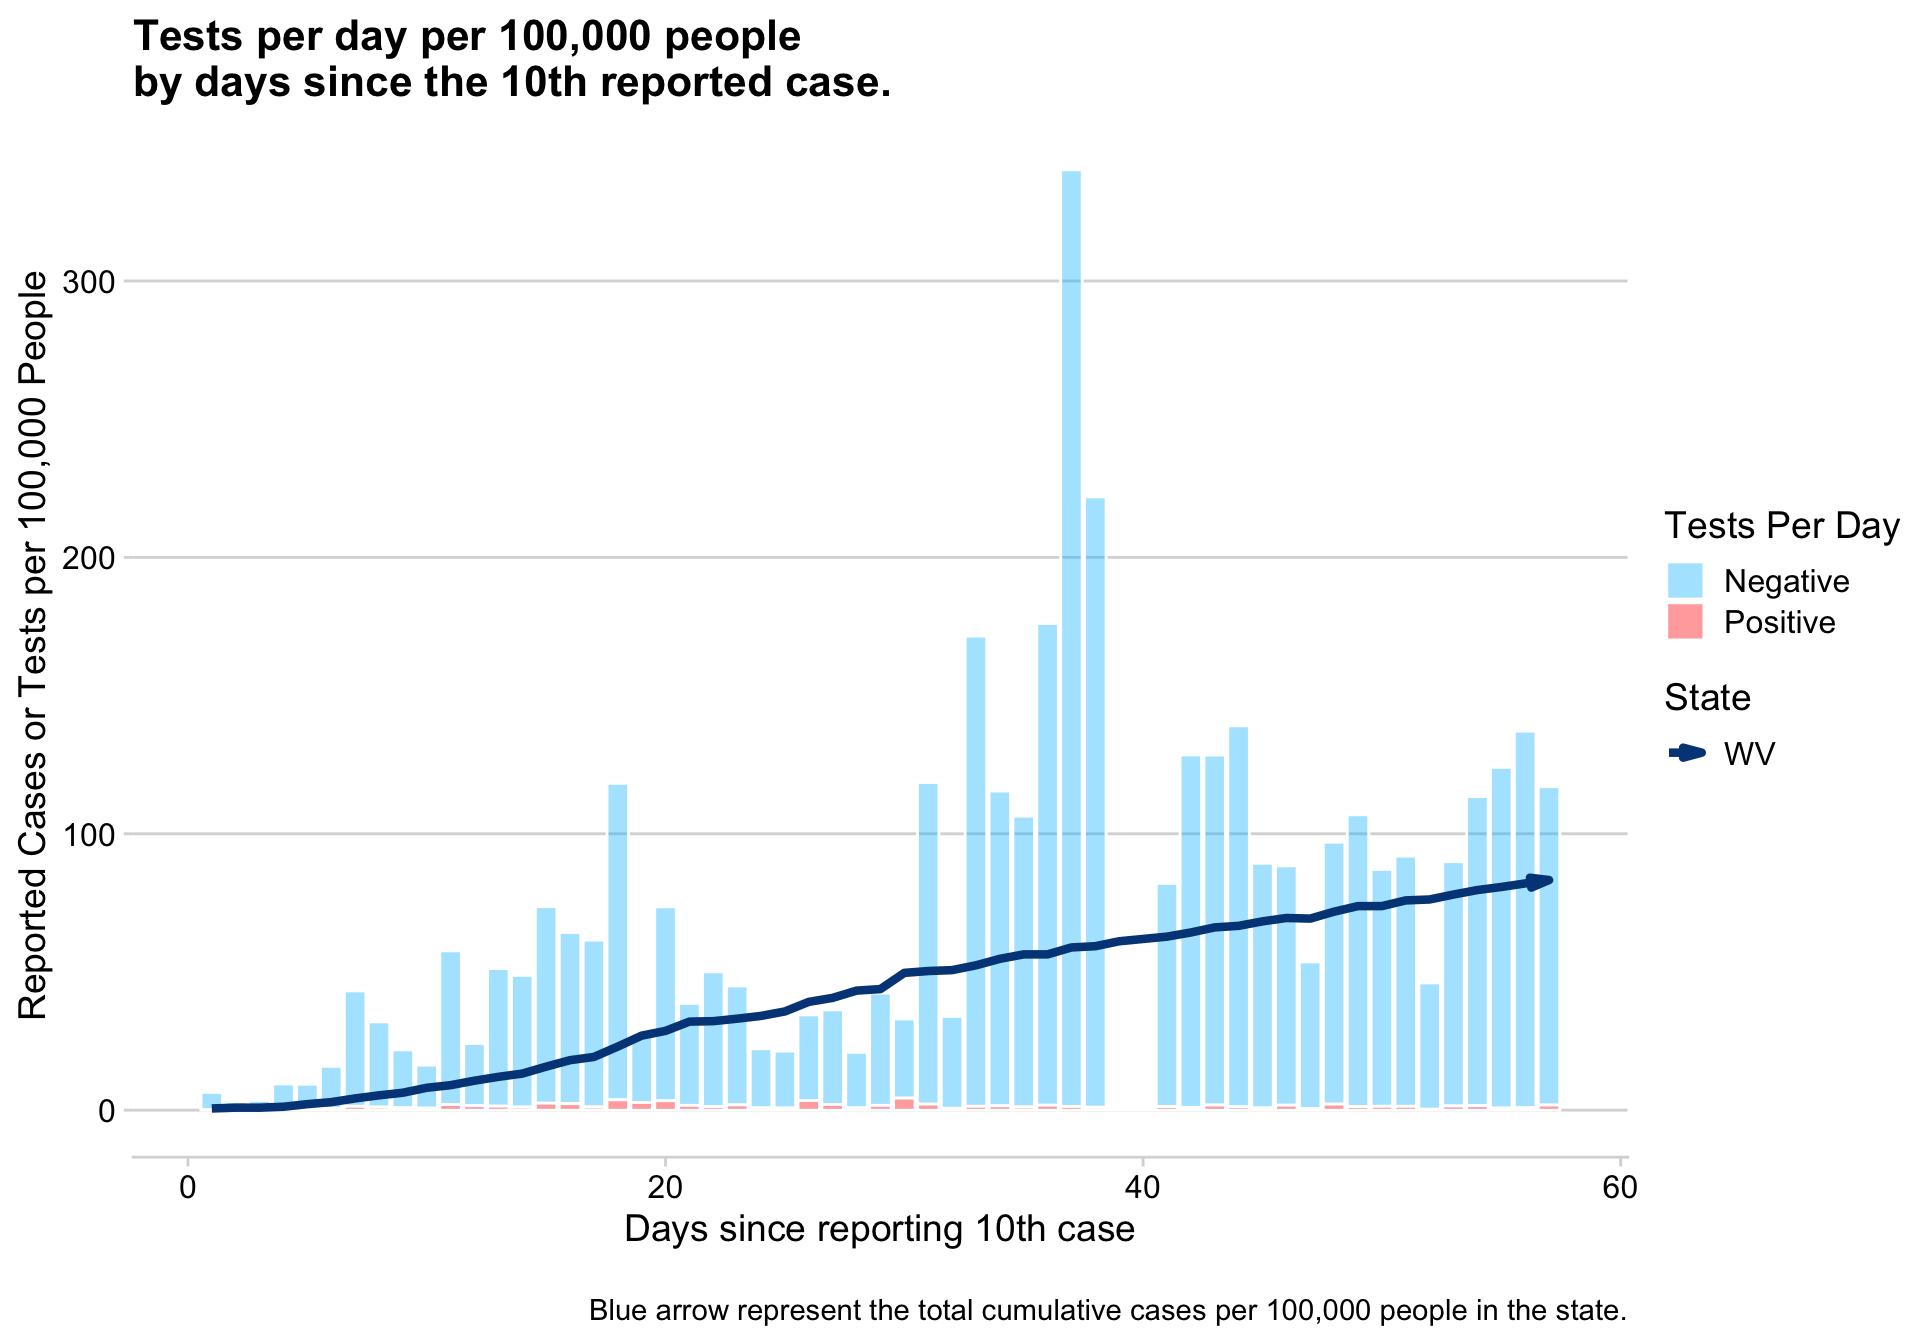 Tests per day per 100,000 people
by days since the 10th reported case.
Reported Cases or Tests per 100,000 People
300
200
100
0
0
20
40
60
Days since reporting 10th case
Tests Per Day
Negative
Positive
State
WV
Blue arrow represent the total cumulative cases per 100,000 people in the state.